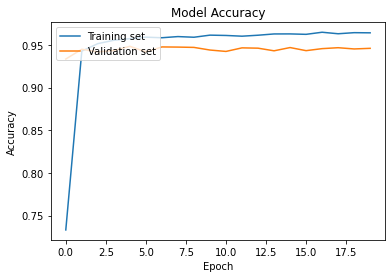 Model Accuracy
Training set
Validation set
Accuracy
0.95
0.90
0.85
0.80
0.75
0.0 2.5 5.0 7.5 10.0 12.5 15.0 17.5
Epoch